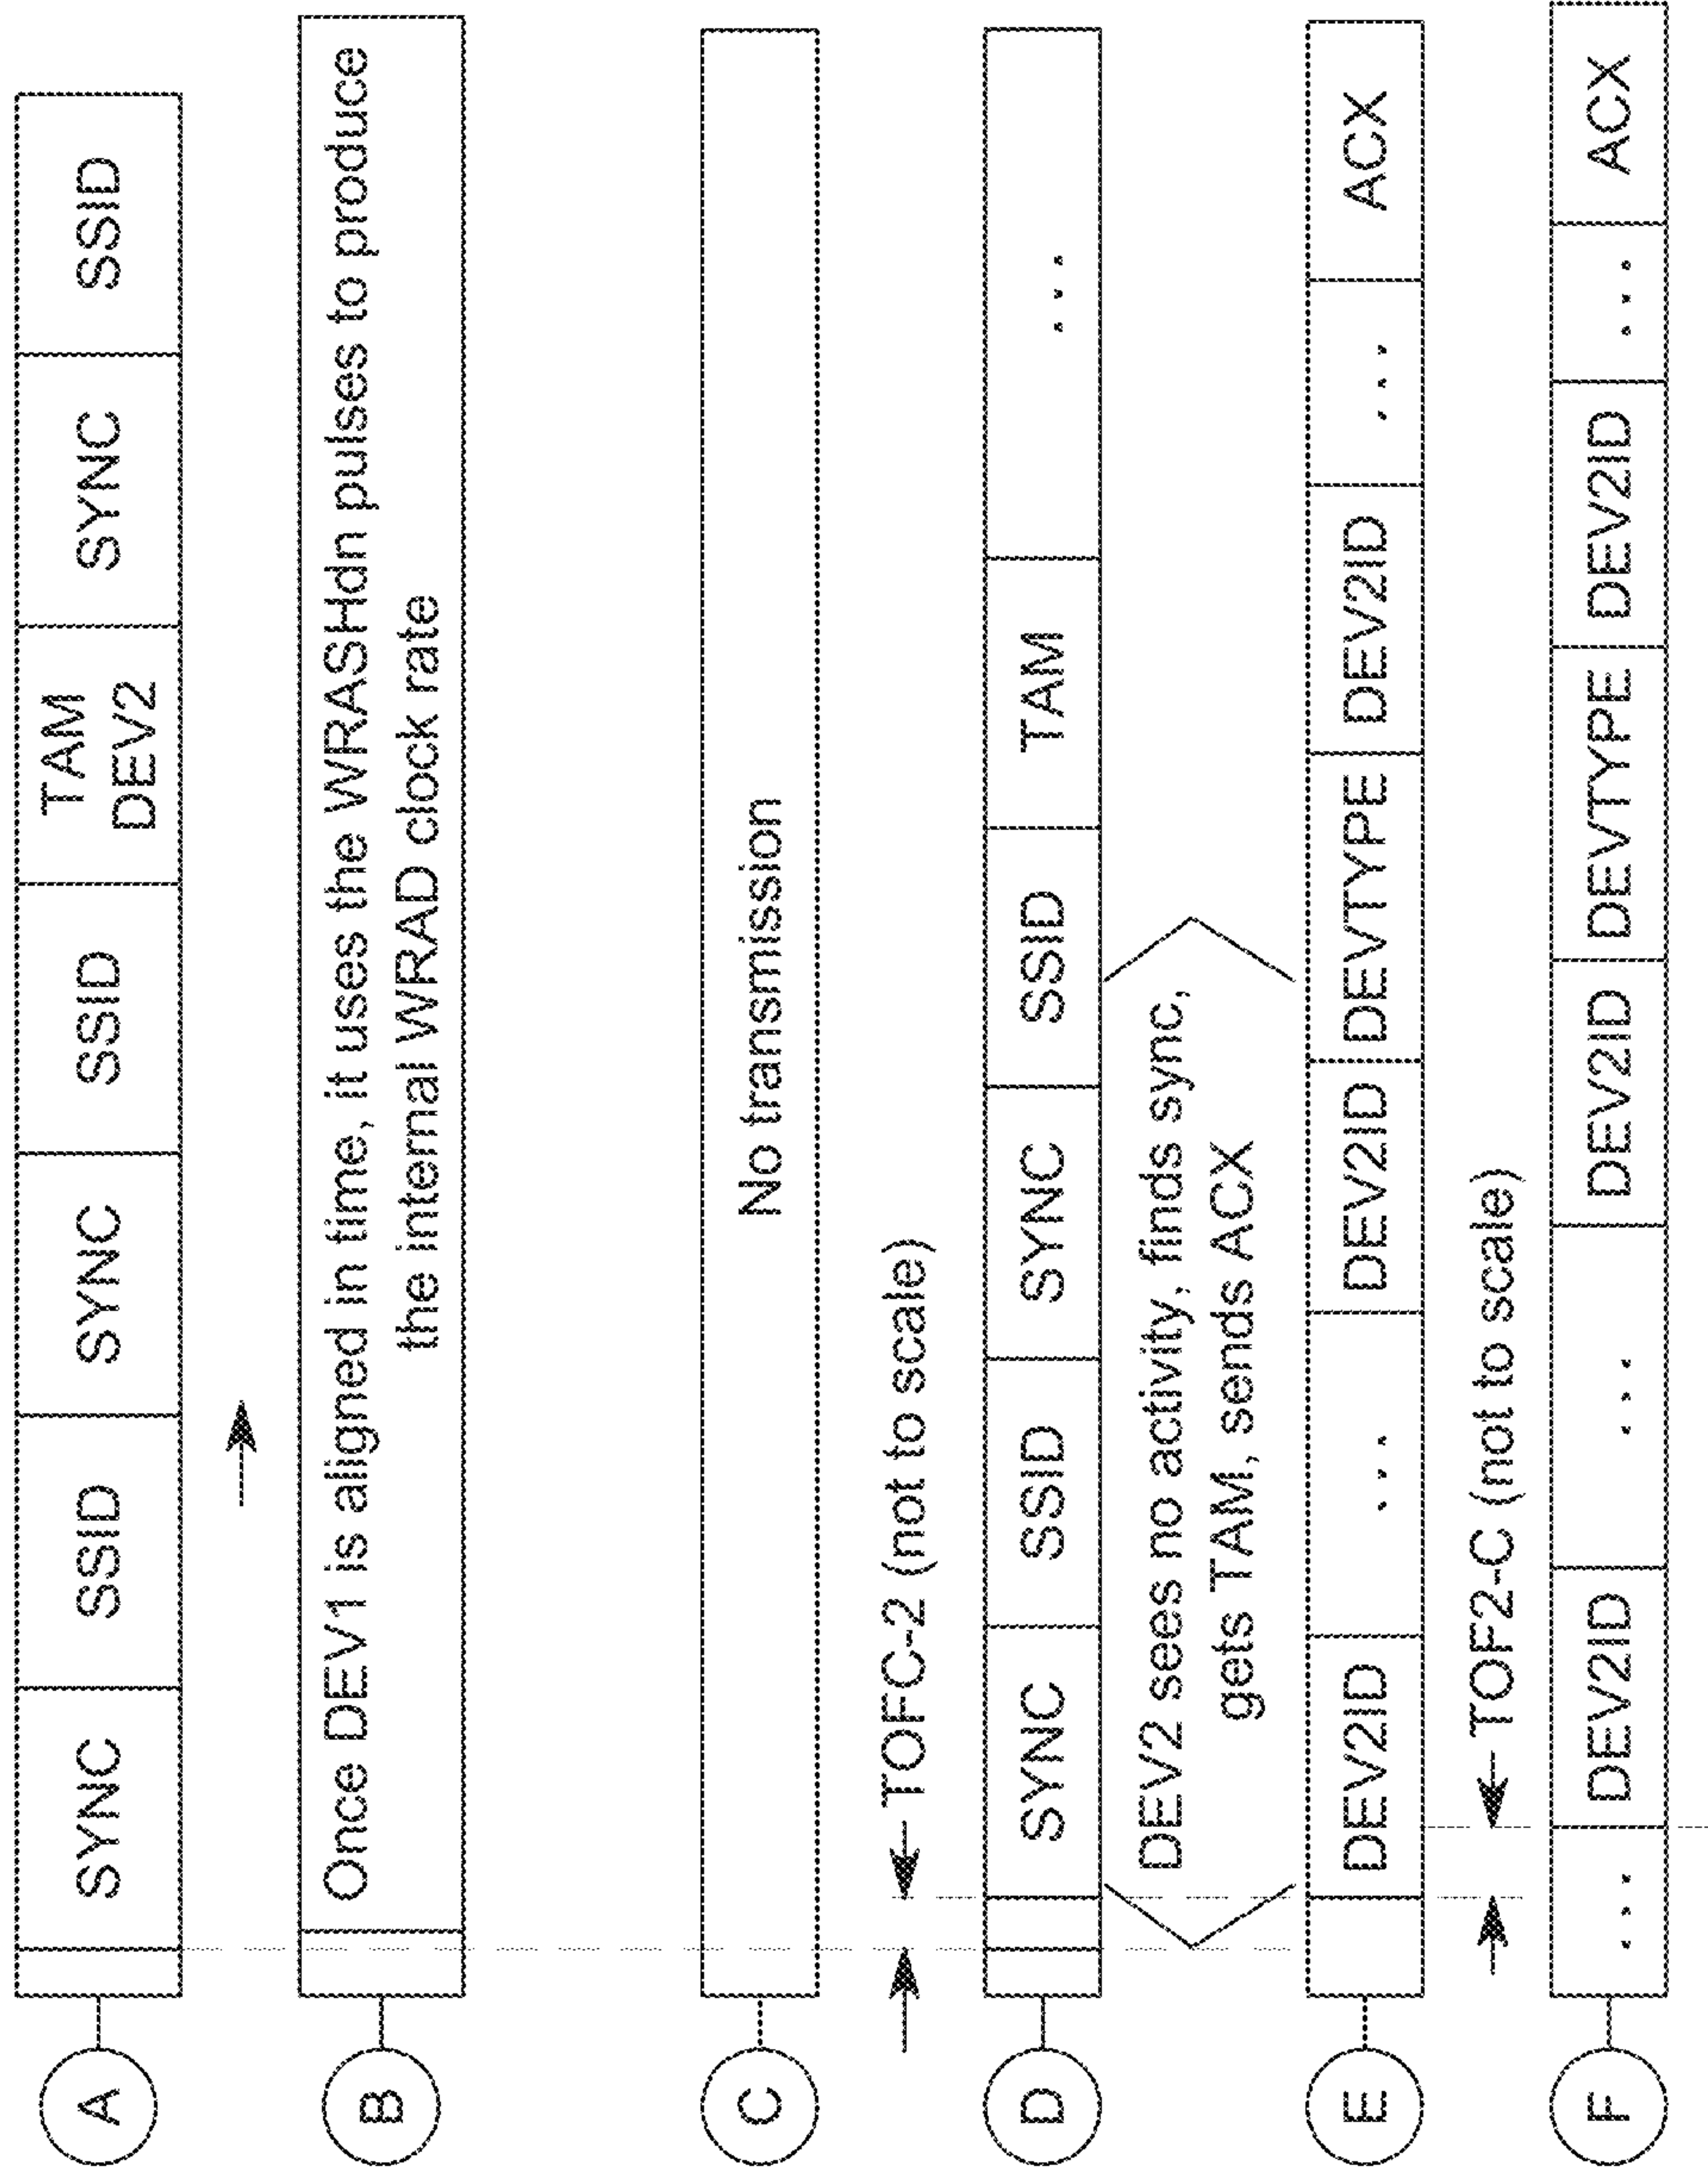 A
SYNC
SSID
SYNC
SSID
TAM
DEV2
SYNC
SSID
B
Once DEV1 is aligned in time, it uses the WRASHdn pulses to produce
the internal WRAD clock rate
C
No transmission
TOFC-2 (not to scale)
D
SYNC
SSID
SYNC
SSID
TAM
...
DEV2 sees no activity, finds sync,
gets TAM, sends ACX
E
DEV2ID
...
DEV2ID
DEVTYPE
DEV2ID
...
ACX
TOF2-C (not to scale)
F
...
DEV2ID
...
DEV2ID
DEVTYPE
DEV2ID
...
ACX